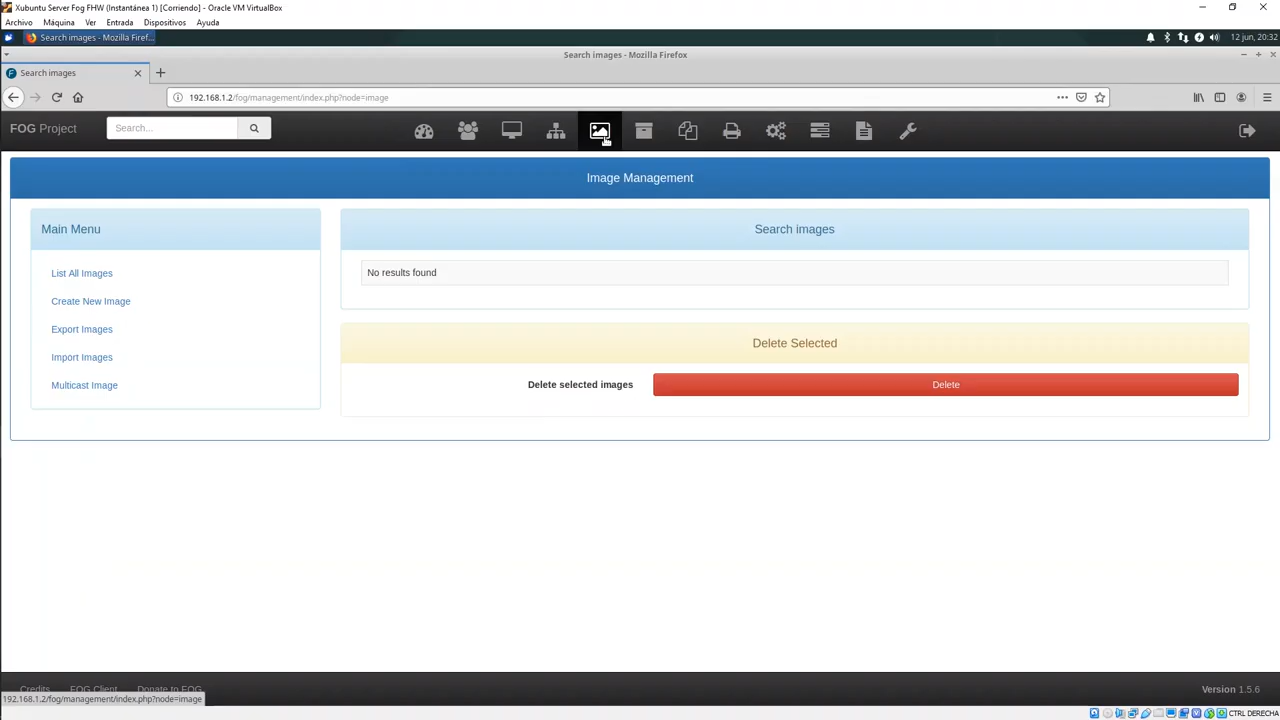 Xubuntu Server Fog FHW (Instantánea 1) [Corriendo] - Oracle VM VirtualBox
Archivo Máquina Ver Entrada Dispositivos Ayuda
Search images - Mozilla Firef... 12 jun, 20:32
Search images - Mozilla Firefox
Search images
192.168.1.2/fog/management/index.php?node=image
FOG Project Search...
Image Management
Main Menu
List All Images
Create New Image
Export Images
Import Images
Multicast Image
Search images
No results found
Delete Selected
Delete selected images Delete
Credits FOG Client Donate to FOG Version 1.5.6
192.168.1.2/fog/management/index.php?node=image
CTRL DERECHA